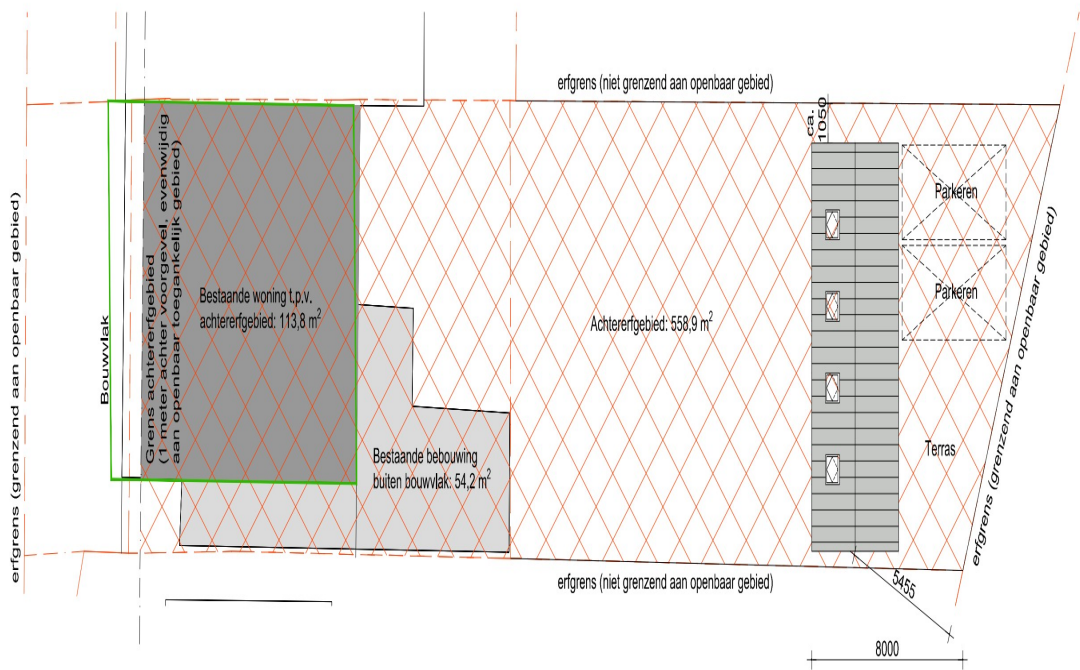 erfgrens (niet grenzend aan openbaar gebied)
ca.
1050
erfgrens (grenzend aan openbaar gebied)
Bouwvlak
Grens achtererfgebied
(1 meter achter voorgevel, evenwijdig
aan openbaar toegankelijk gebied)
Bestaande woning t.p.v.
achtererfgebied: 113,8 m²
Achtererfgebied: 558,9 m²
Parkeren
Parkeren
Terras
erfgrens (grenzend aan openbaar gebied)
Bestaande bebouwing
buiten bouwvlak: 54,2 m²
erfgrens (niet grenzend aan openbaar gebied)
5455
8000